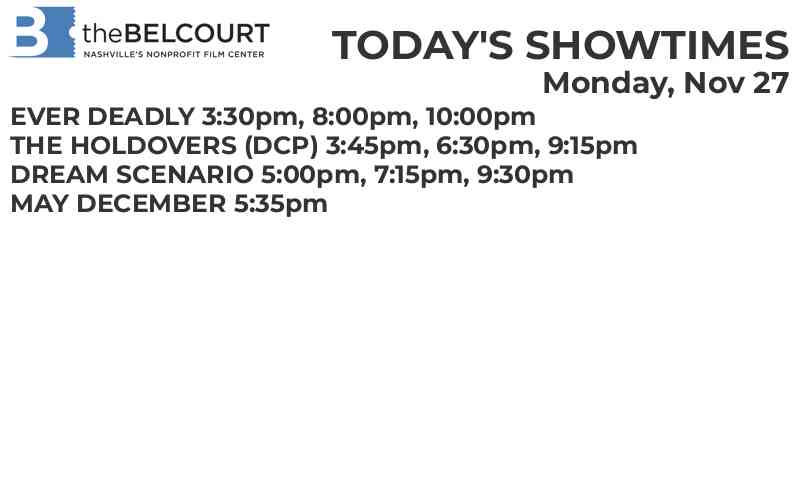 B theBELCOURT
NASHVILLE'S NONPROFIT FILM CENTER
TODAY'S SHOWTIMES
Monday, Nov 27
EVER DEADLY 3:30pm, 8:00pm, 10:00pm
THE HOLDOVERS (DCP) 3:45pm, 6:30pm, 9:15pm
DREAM SCENARIO 5:00pm, 7:15pm, 9:30pm
MAY DECEMBER 5:35pm